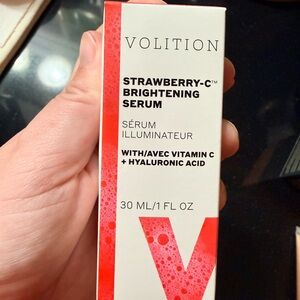 VOLITION
STRAWBERRY-C™
BRIGHTENING
SERUM
SÉRUM
ILLUMINATEUR
WITH/AVEC VITAMIN C
+ HYALURONIC ACID
30 ML/1 FL OZ
V